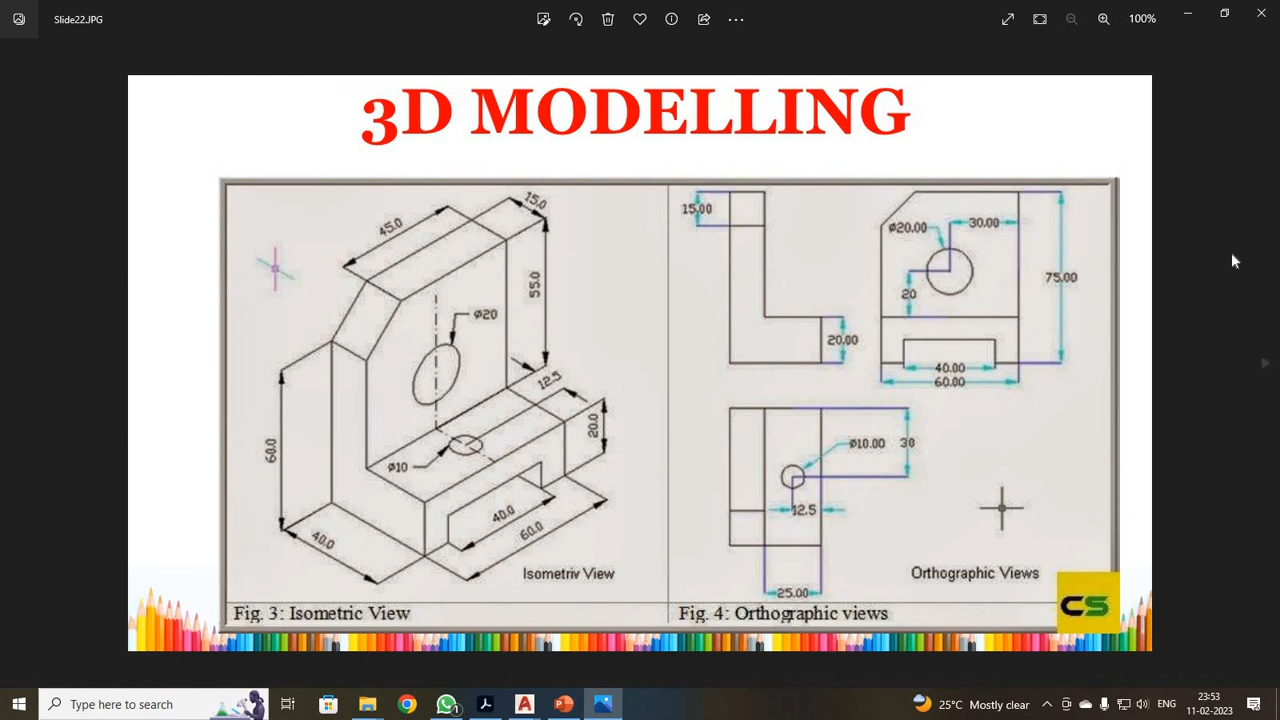 Slide22.JPG
100%
3D MODELLING
45.0
15.0
55.0
ø20
12.5
20.0
60.0
ø10
40.0
60.0
40.0
Isometriv View
Fig. 3: Isometric View
15.00
20.00
ø20.00
30.00
20
75.00
40.00
60.00
ø10.00
30
12.5
25.00
Orthographic Views
Fig. 4: Orthographic views
CS
Type here to search
1
25°C Mostly clear
23:53
11-02-2023